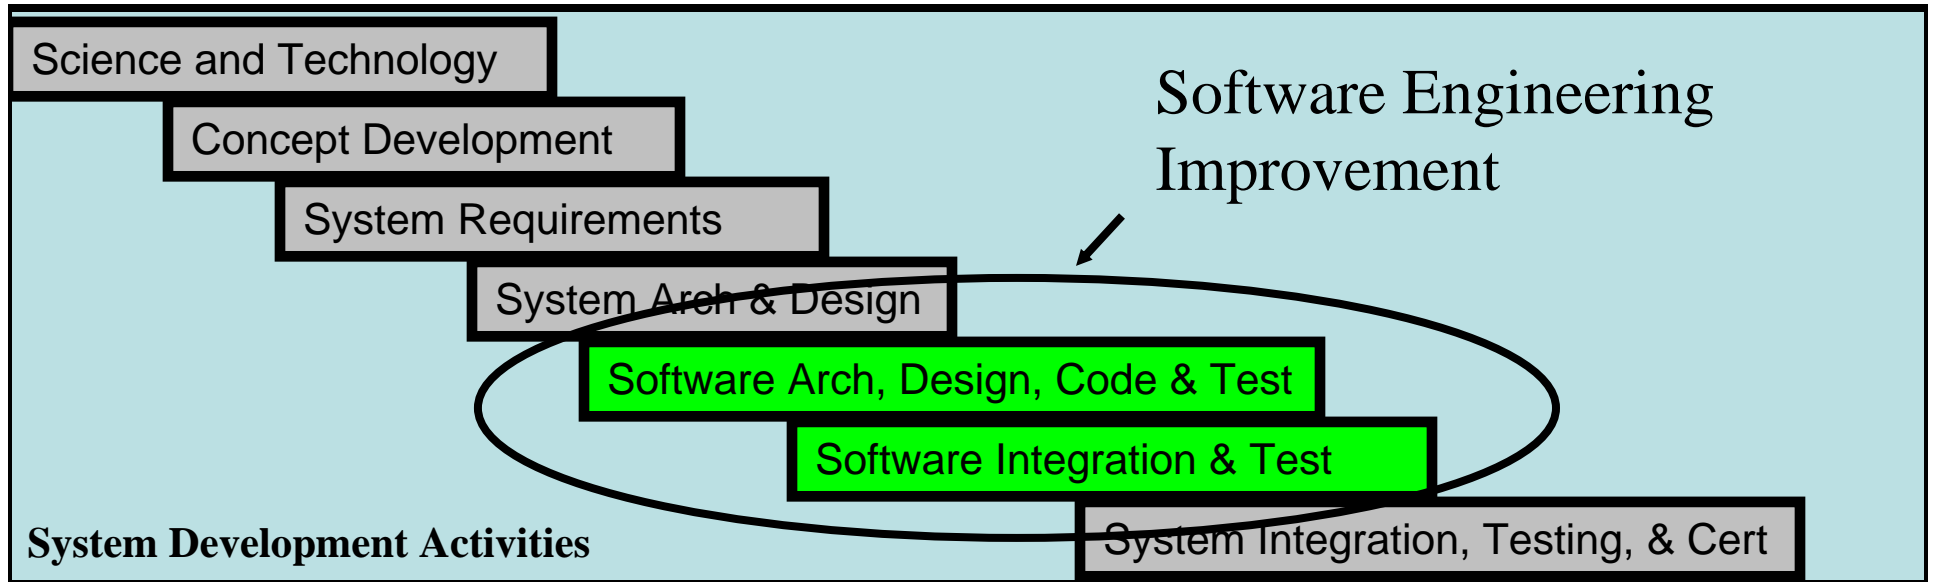 Science and Technology
Software Engineering
Improvement
Concept Development
System Requirements
System Arch & Design
Software Arch, Design, Code & Test
Software Integration & Test
System Development Activities
System Integration, Testing, & Cert